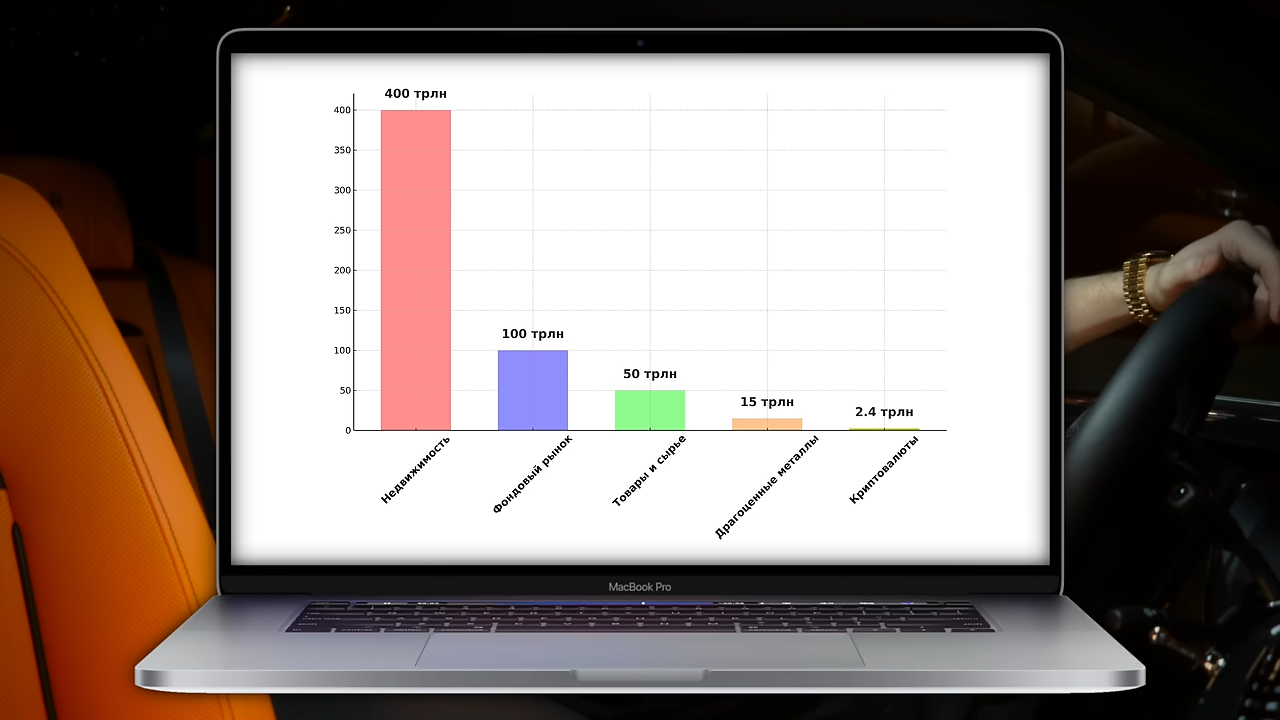 400 трлн
400
350
300
250
200
150
100
50
0
100 трлн
50 трлн
15 трлн
2.4 трлн
Недвижимость
Фондовый рынок
Товары и сырье
Драгоценные металлы
Криптовалюты
MacBook Pro